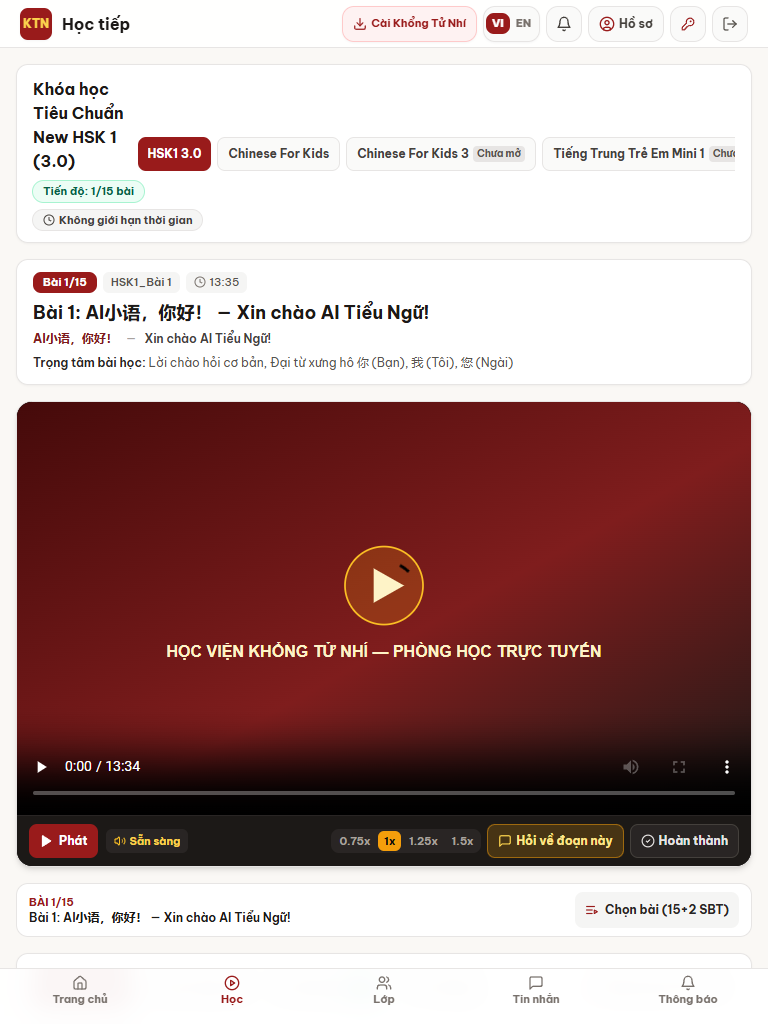 KTN Học tiếp Cài Khổng Tử Nhí VI EN Hồ sơ
Khóa học
Tiêu Chuẩn
New HSK 1
(3.0)
HSK1 3.0 Chinese For Kids Chinese For Kids 3 Chưa mở Tiếng Trung Trẻ Em Mini 1
Tiến độ: 1/15 bài
Không giới hạn thời gian
Bài 1/15 HSK1_Bài 1 13:35
Bài 1: AI小语，你好！ — Xin chào AI Tiểu Ngữ!
AI小语，你好！ — Xin chào AI Tiểu Ngữ!
Trọng tâm bài học: Lời chào hỏi cơ bản, Đại từ xưng hô 你 (Bạn), 我 (Tôi), 您 (Ngài)
HỌC VIỆN KHỔNG TỬ NHÍ — PHÒNG HỌC TRỰC TUYẾN
0:00 / 13:34
Phát Sẵn sàng 0.75x 1x 1.25x 1.5x Hỏi về đoạn này Hoàn thành
BÀI 1/15
Bài 1: AI小语，你好！ — Xin chào AI Tiểu Ngữ!
Chọn bài (15+2 SBT)
Trang chủ Học Lớp Tin nhắn Thông báo